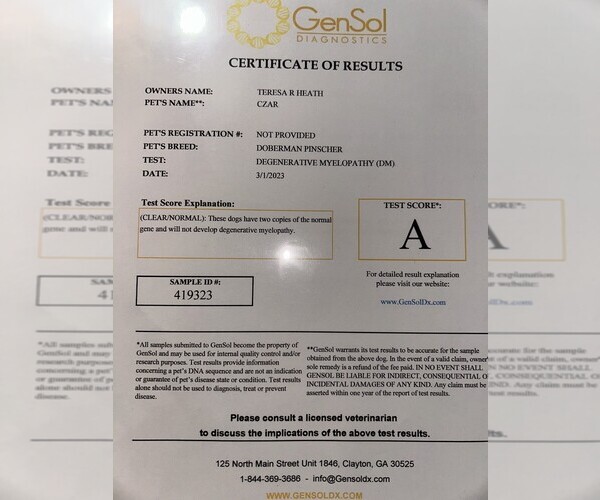 GenSol
DIAGNOSTICS
CERTIFICATE OF RESULTS
OWNERS NAME: TERESA R HEATH
PET'S NAME**: CZAR
PET'S REGISTRATION #: NOT PROVIDED
PET'S BREED: DOBERMAN PINSCHER
TEST: DEGENERATIVE MYELOPATHY (DM)
DATE: 3/1/2023
Test Score Explanation:
(CLEAR/NORMAL): These dogs have two copies of the normal
gene and will not develop degenerative myelopathy.
TEST SCORE*:
A
SAMPLE ID #:
419323
For detailed result explanation
please visit our website:
www.GenSolDx.com
*All samples submitted to GenSol become the property of
GenSol and may be used for internal quality control and/or
research purposes. Test results provide information
concerning a pet's DNA sequence and are not an indication
or guarantee of pet's disease state or condition. Test results
alone should not be used to diagnose, treat or prevent
disease.
**GenSol warrants its test results to be accurate for the sample
obtained from the above dog. In the event of a valid claim, owner'
sole remedy is a refund of the fee paid. IN NO EVENT SHALL
GENSOL BE LIABLE FOR INDIRECT, CONSEQUENTIAL O
INCIDENTAL DAMAGES OF ANY KIND. Any claim must be
asserted within one year of the report of test results.
Please consult a licensed veterinarian
to discuss the implications of the above test results.
125 North Main Street Unit 1846, Clayton, GA 30525
1-844-369-3686 - info@Gensoldx.com
WWW.GENSOLDX.COM